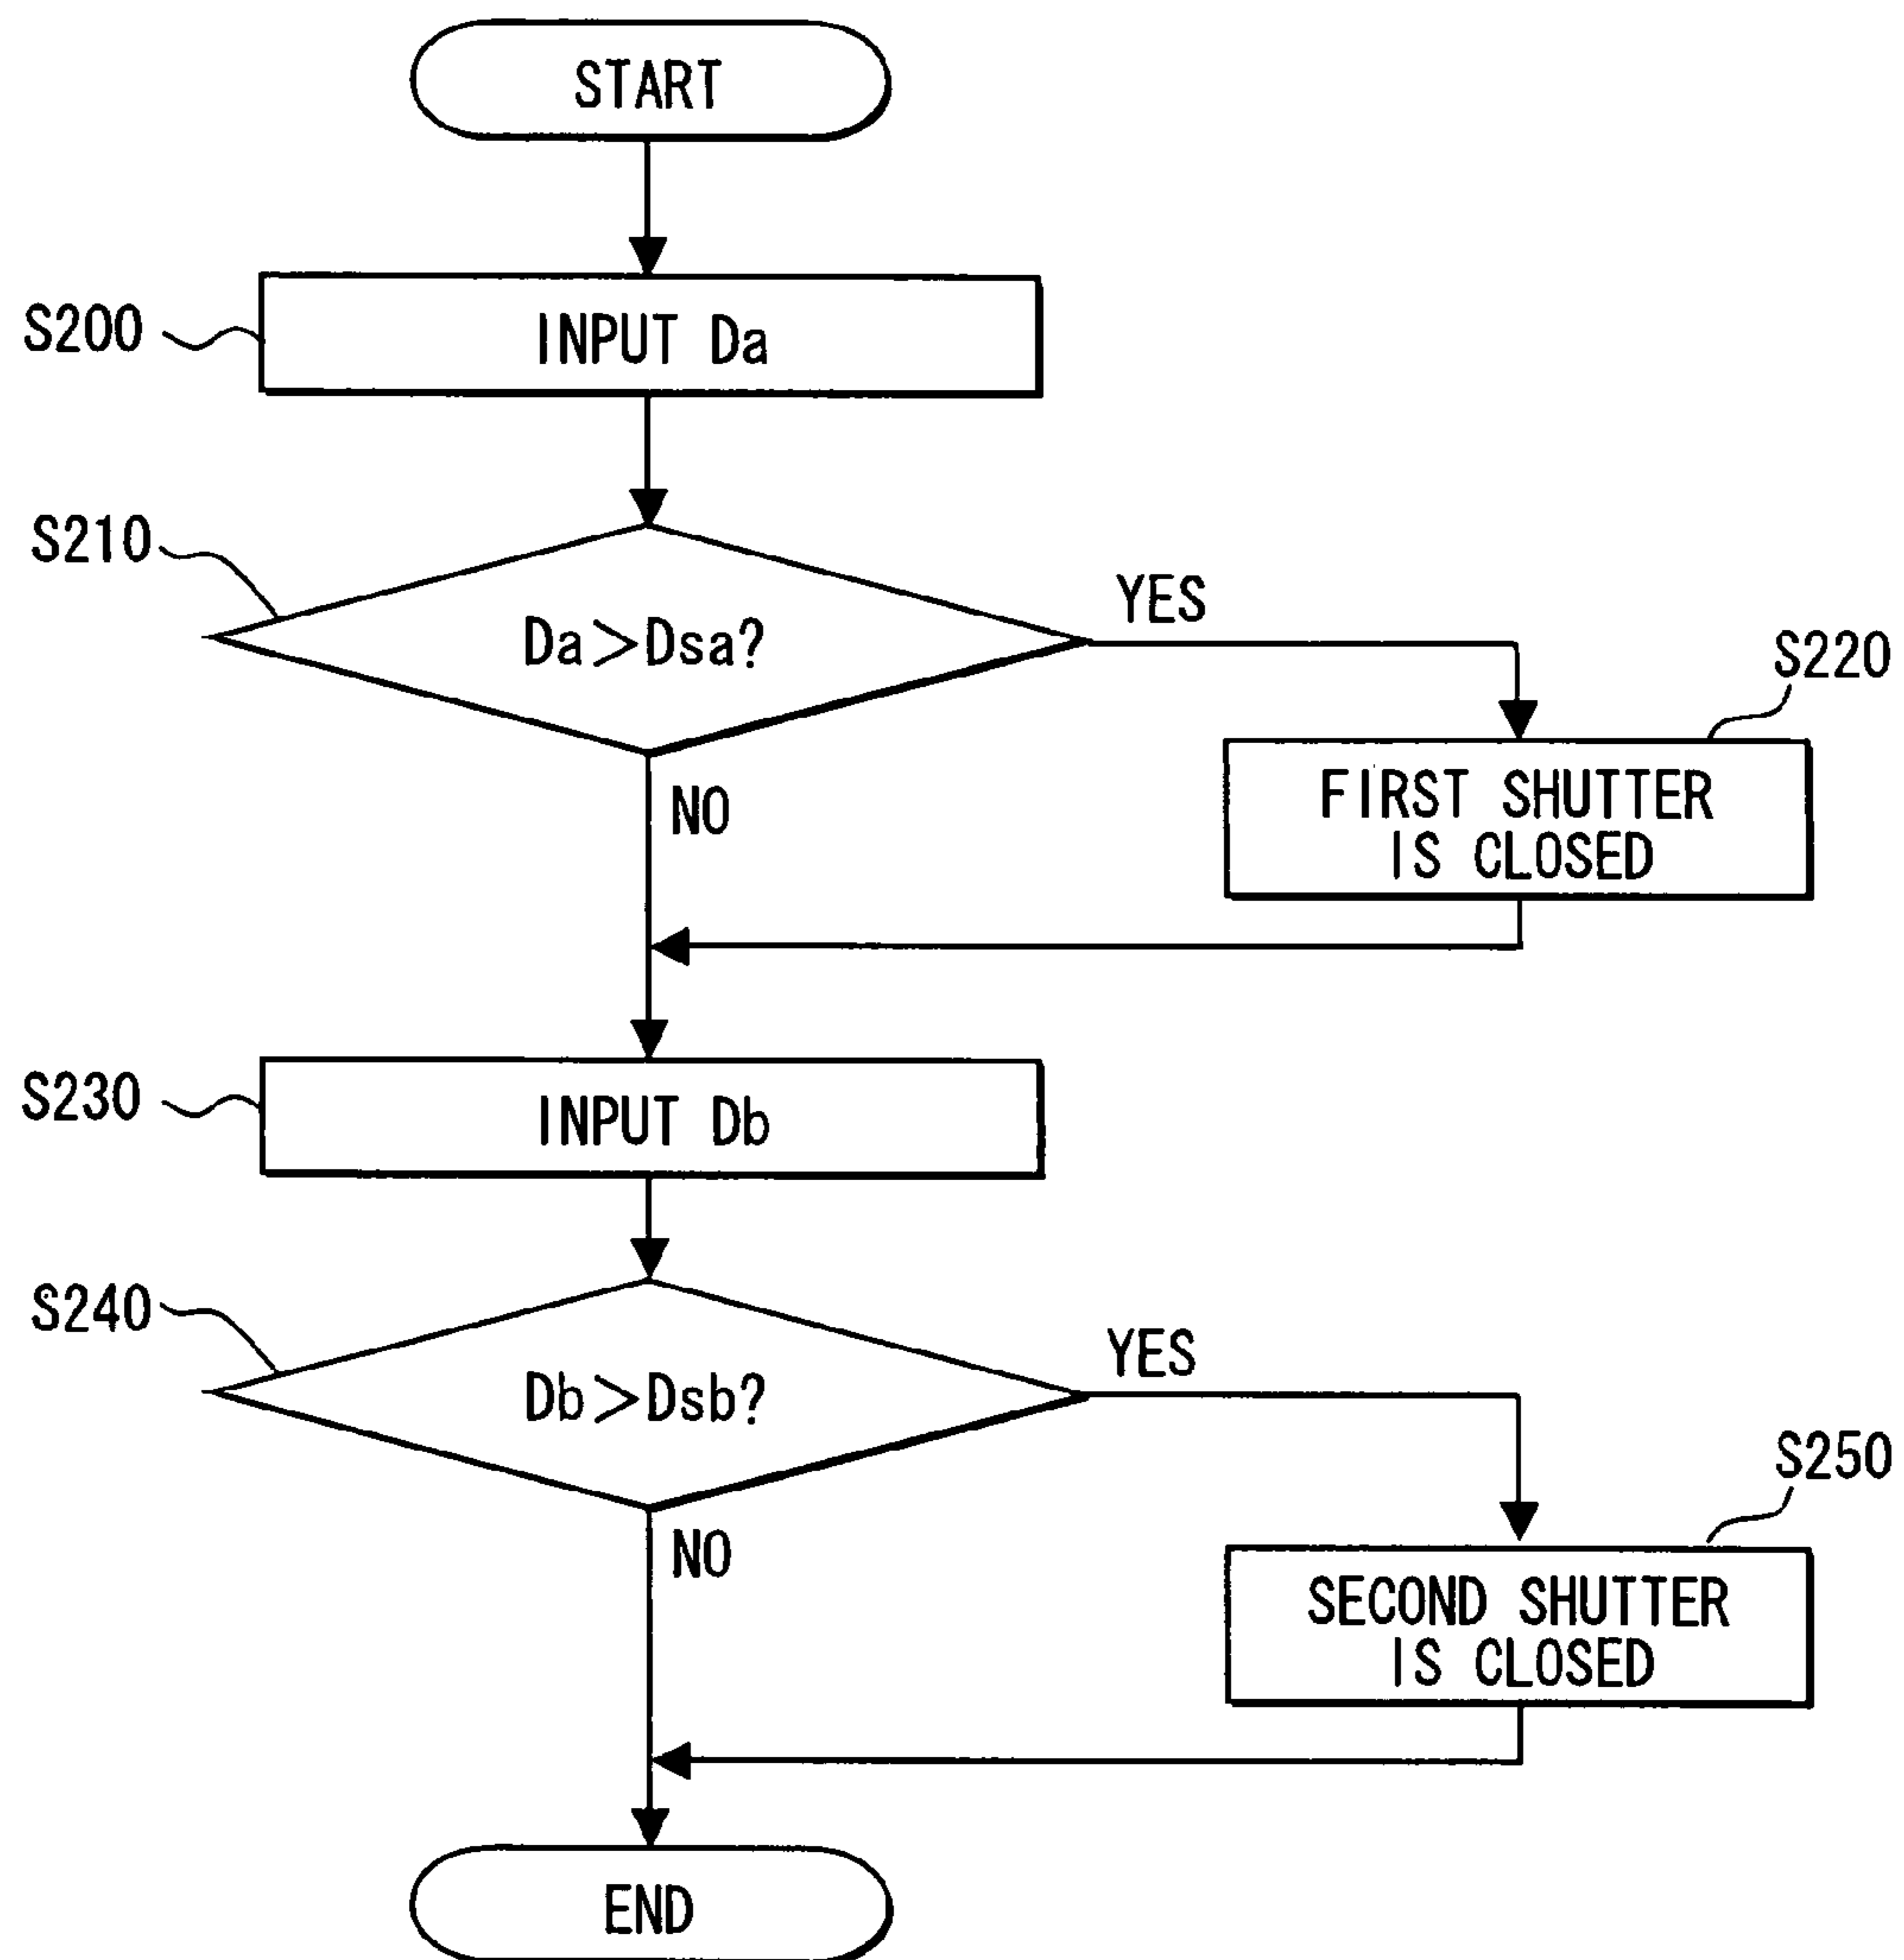 START
S200
INPUT Da
S210
Da>Dsa?
YES
S220
FIRST SHUTTER
IS CLOSED
NO
S230
INPUT Db
S240
Db>Dsb?
YES
S250
SECOND SHUTTER
IS CLOSED
NO
END